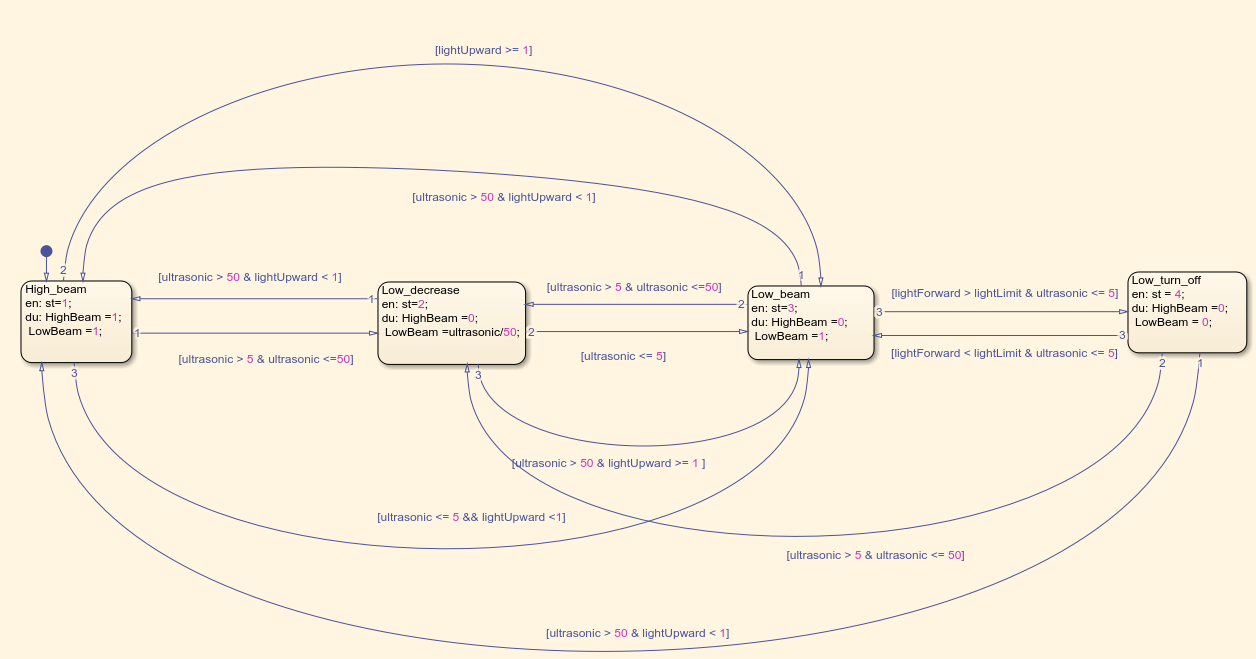 [lightUpward >= 1]
[ultrasonic > 50 & lightUpward < 1]
2
1
[ultrasonic > 50 & lightUpward < 1]
High_beam
en: st=1;
du: HighBeam =1;
LowBeam =1;
1
3
1
[ultrasonic > 5 & ultrasonic <=50]
Low_decrease
en: st=2;
du: HighBeam =0;
LowBeam =ultrasonic/50;
2
3
[ultrasonic > 5 & ultrasonic <=50]
2
[ultrasonic <= 5]
Low_beam
en: st=3;
du: HighBeam =0;
LowBeam =1;
3
[lightForward > lightLimit & ultrasonic <= 5]
3
[lightForward < lightLimit & ultrasonic <= 5]
Low_turn_off
en: st = 4;
du: HighBeam =0;
LowBeam = 0;
2
1
[ultrasonic > 50 & lightUpward >= 1 ]
[ultrasonic <= 5 && lightUpward <1]
[ultrasonic > 5 & ultrasonic <= 50]
[ultrasonic > 50 & lightUpward < 1]